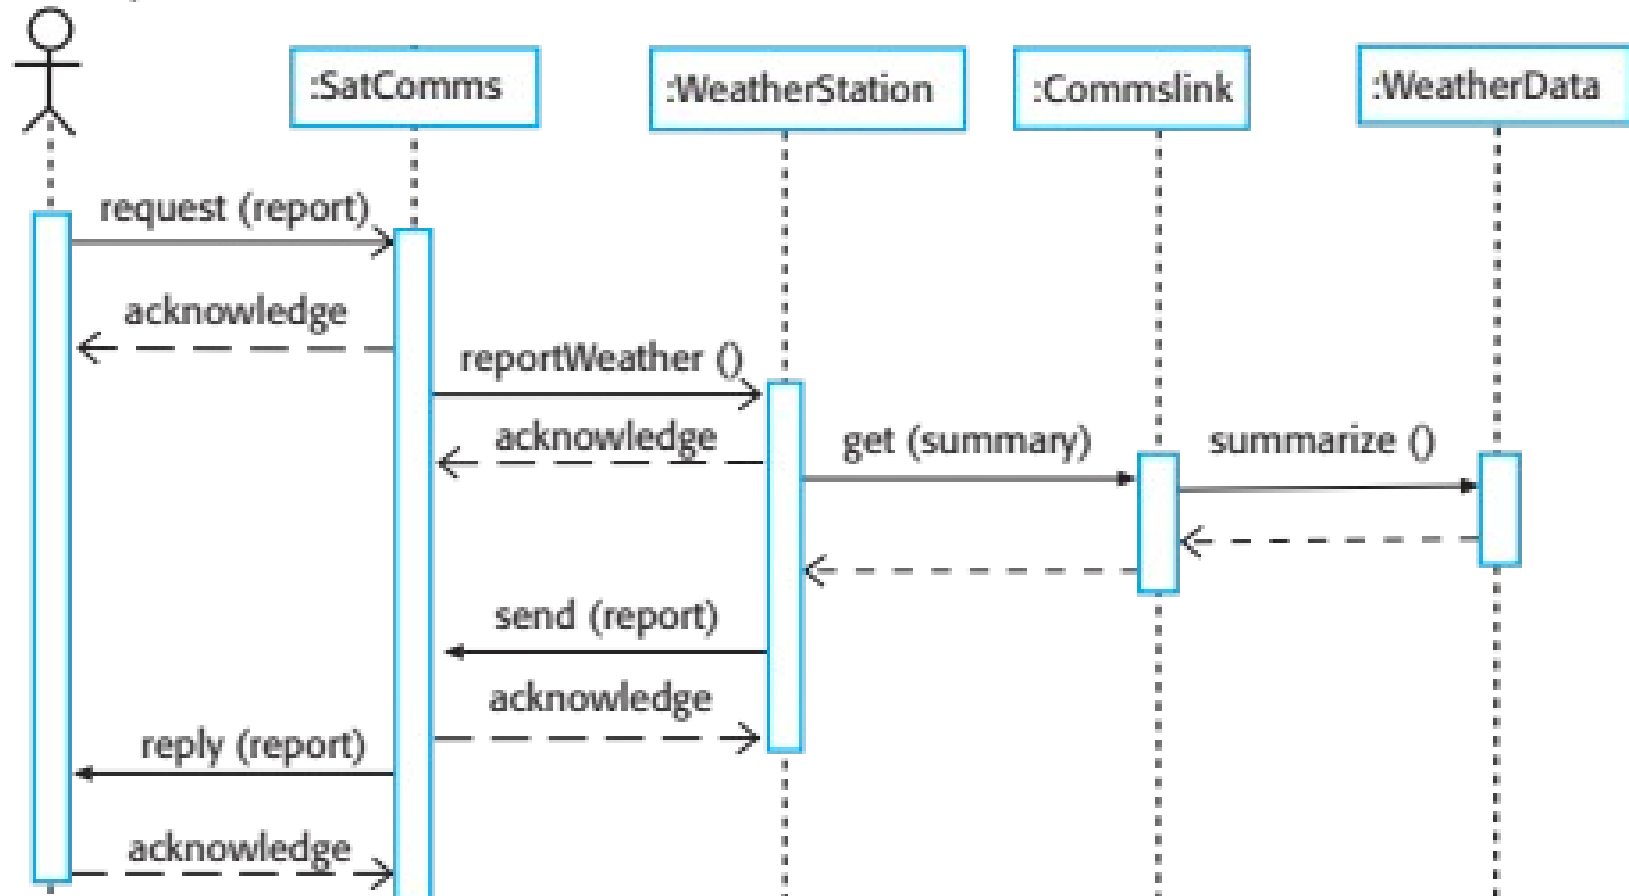 :SatComms
:WeatherStation
:Commslink
:WeatherData
request (report)
acknowledge
reportWeather ()
acknowledge
get (summary)
summarize ()
send (report)
acknowledge
reply (report)
acknowledge